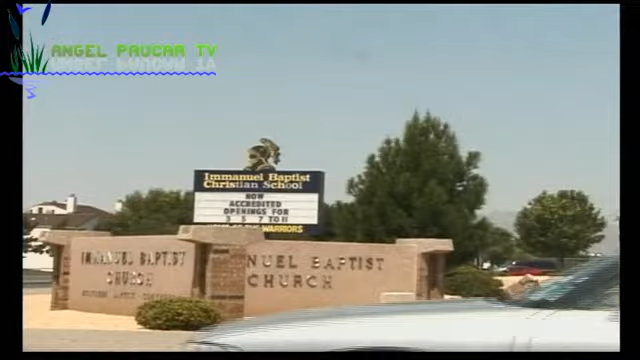 ANGEL PAUCAR TV
Immanuel Baptist
Christian School
NOW
ACCREDITED
OPENINGS FOR
WARRIORS
IMMANUEL BAPTIST
CHURCH
NUEL BAPTIST
CHURCH